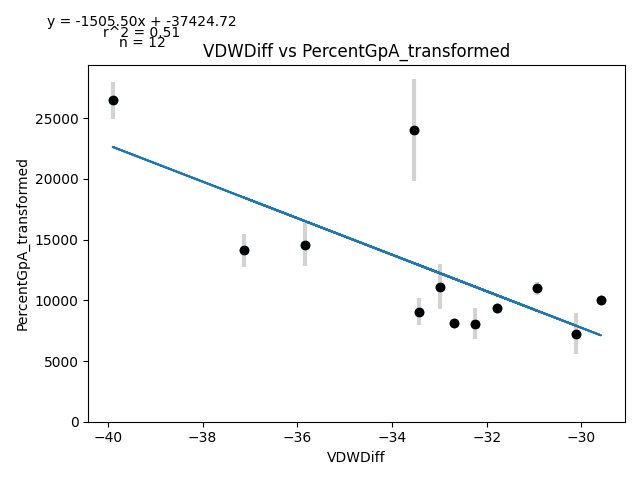 y = -1505.50x + -37424.72
r^2 = 0.51
n = 12
VDWDiff vs PercentGpA_transformed
PercentGpA_transformed
25000
20000
15000
10000
5000
0
−40
−38
−36
−34
−32
−30
VDWDiff